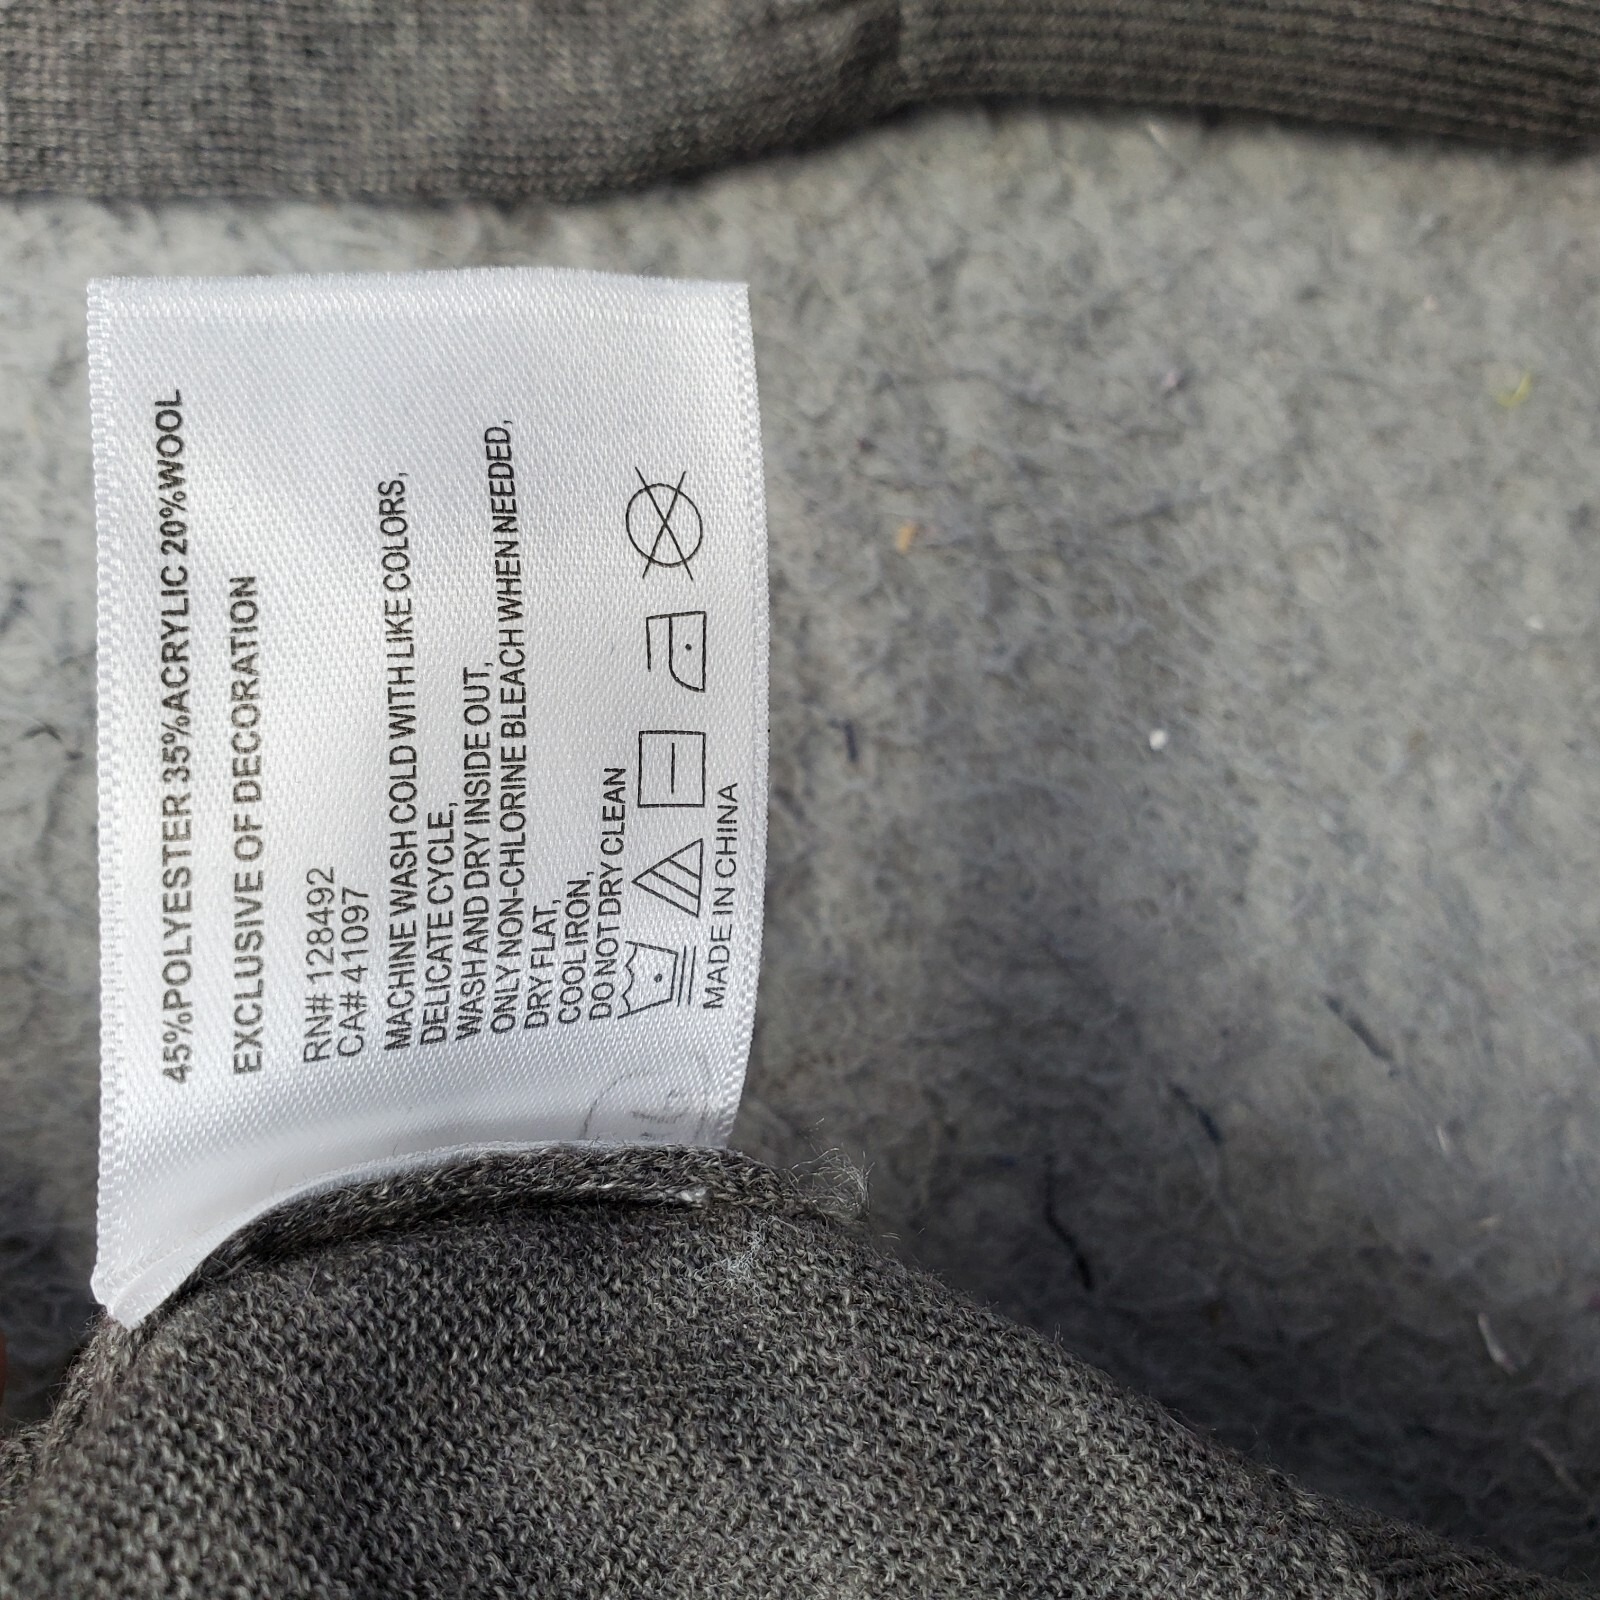 45%POLYESTER 35%ACRYLIC 20%WOOL
EXCLUSIVE OF DECORATION
RN# 128492
CA# 41097
MACHINE WASH COLD WITH LIKE COLORS,
DELICATE CYCLE,
WASH AND DRY INSIDE OUT,
ONLY NON-CHLORINE BLEACH WHEN NEEDED,
DRY FLAT,
COOL IRON,
DO NOT DRY CLEAN
MADE IN CHINA